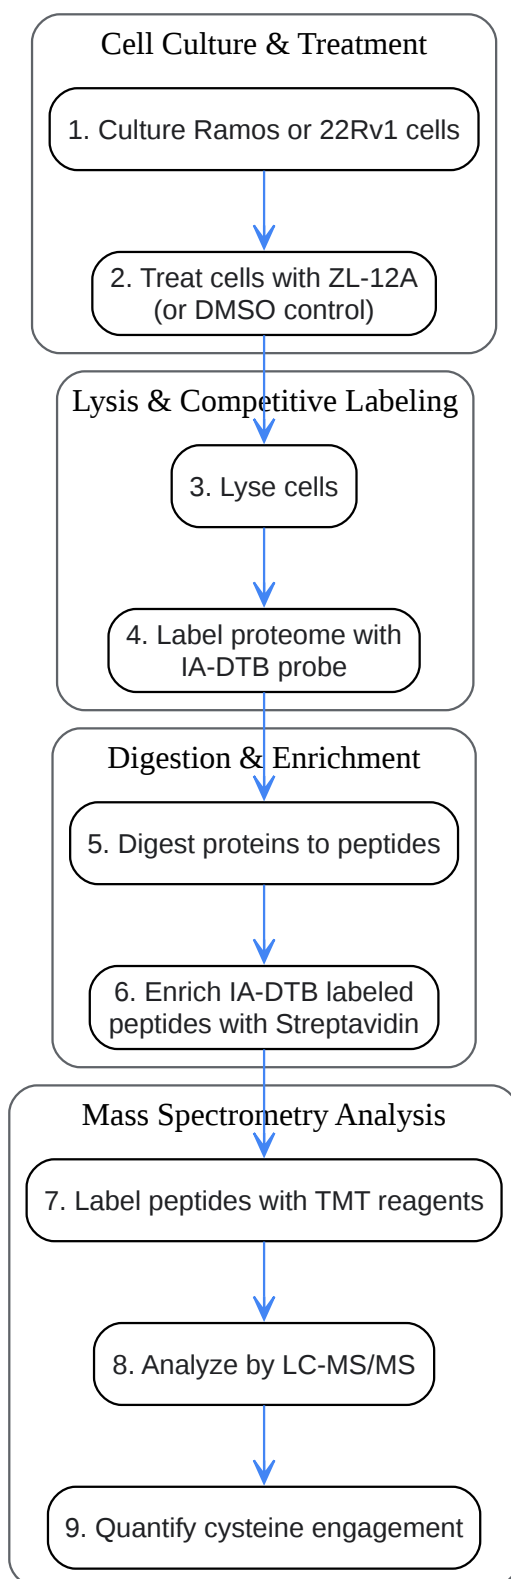 Cell Culture & Treatment
1. Culture Ramos or 22Rv1 cells
2. Treat cells with ZL-12A
(or DMSO control)
Lysis & Competitive Labeling
3. Lyse cells
4. Label proteome with
IA-DTB probe
Digestion & Enrichment
5. Digest proteins to peptides
6. Enrich IA-DTB labeled
peptides with Streptavidin
Mass Spectrometry Analysis
7. Label peptides with TMT reagents
8. Analyze by LC-MS/MS
9. Quantify cysteine engagement